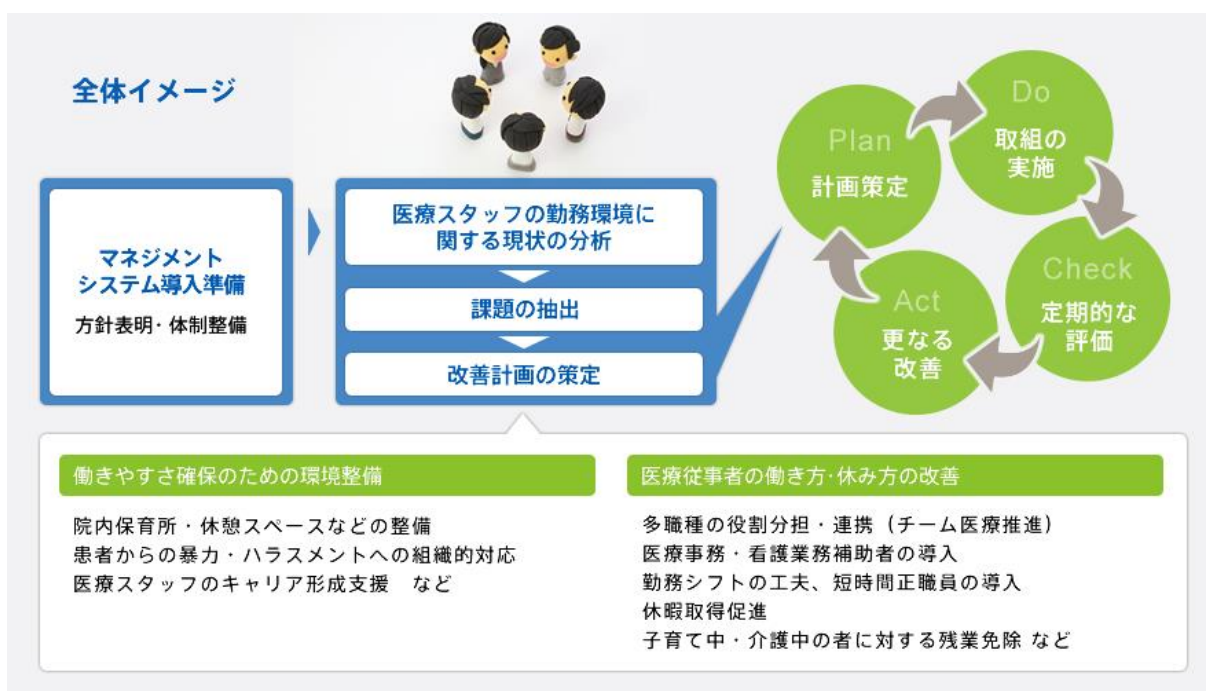 全体イメージ
マネジメント
システム導入準備
方針表明・体制整備
医療スタッフの勤務環境に
関する現状の分析
課題の抽出
改善計画の策定
Plan
計画策定
Do
取組の
実施
Check
定期的な
評価
Act
更なる
改善
働きやすさ確保のための環境整備
院内保育所・休憩スペースなどの整備
患者からの暴力・ハラスメントへの組織的対応
医療スタッフのキャリア形成支援　など
医療従事者の働き方・休み方の改善
多職種の役割分担・連携（チーム医療推進）
医療事務・看護業務補助者の導入
勤務シフトの工夫、短時間正職員の導入
休暇取得促進
子育て中・介護中の者に対する残業免除 など